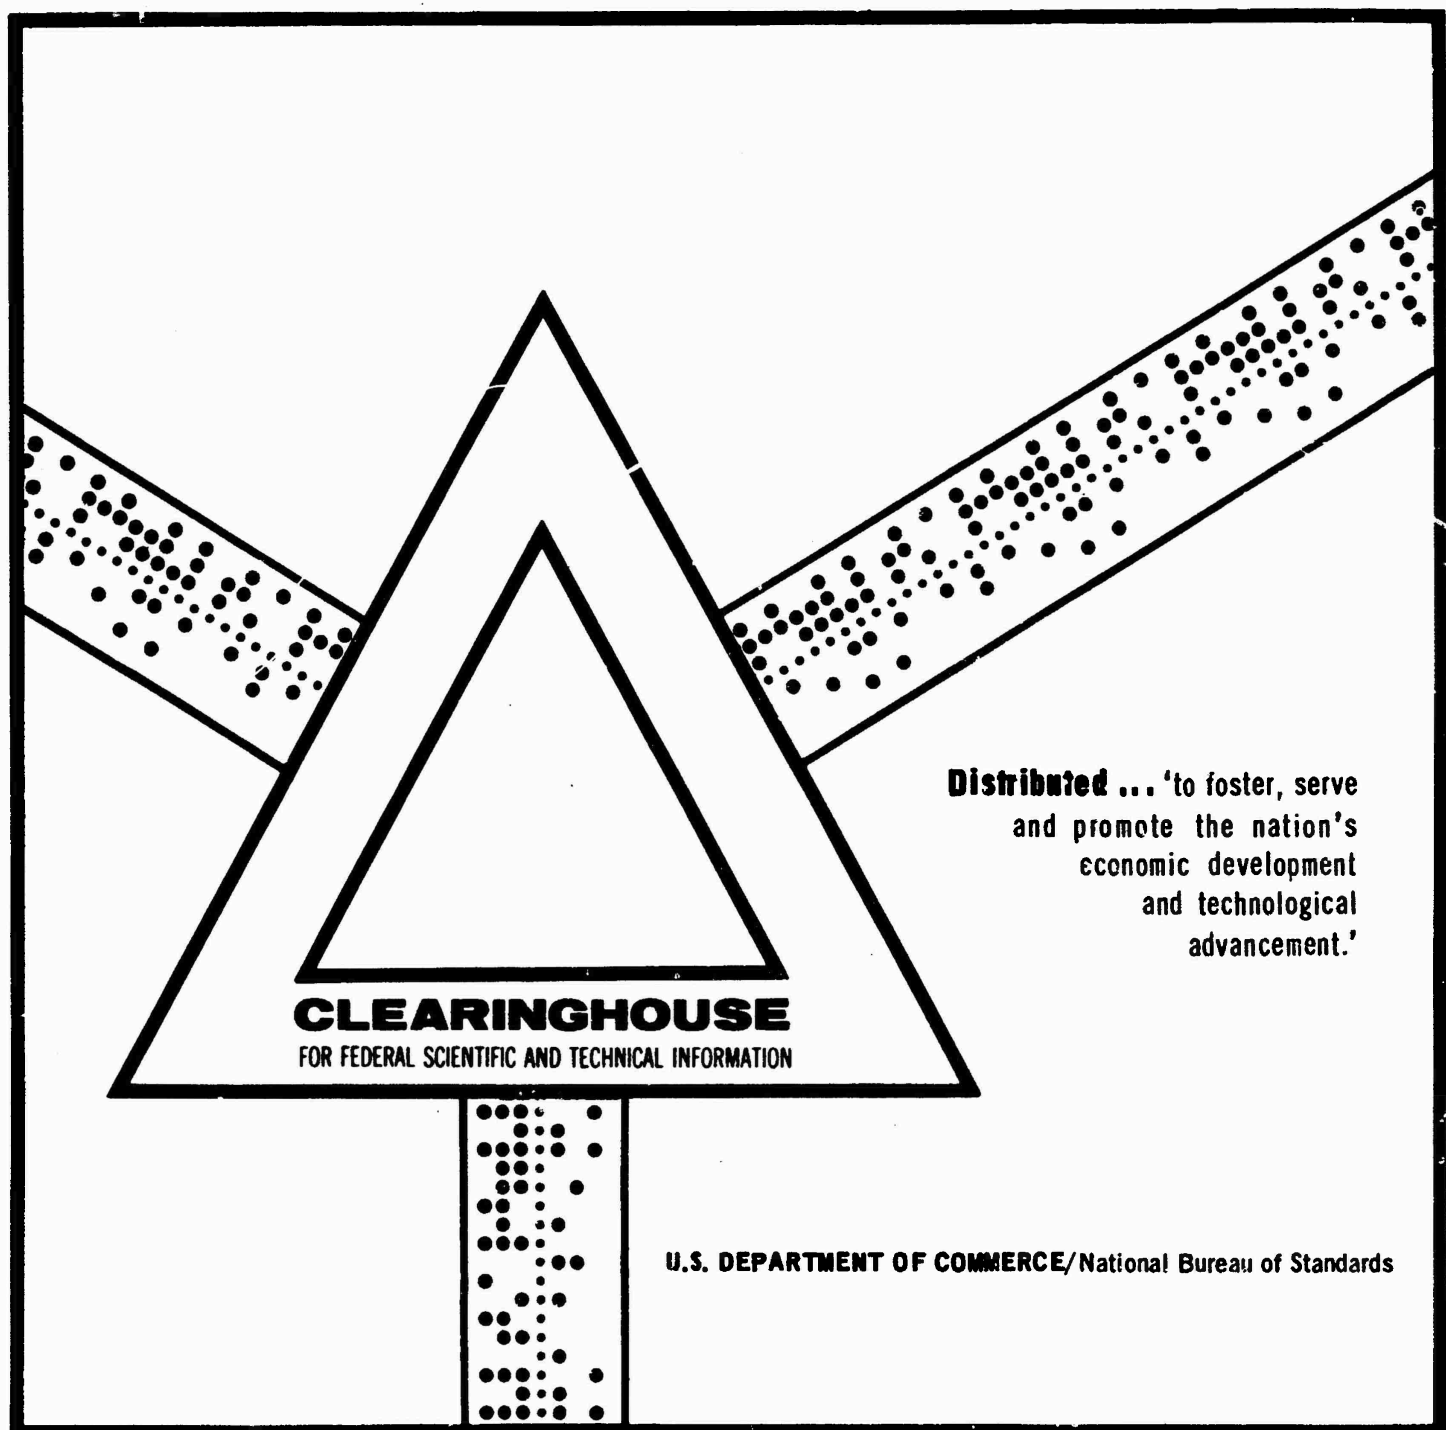 Distributed ... 'to foster, serve
and promote the nation's
economic development
and technological
advancement.'
CLEARINGHOUSE
FOR FEDERAL SCIENTIFIC AND TECHNICAL INFORMATION
U.S. DEPARTMENT OF COMMERCE/National Bureau of Standards